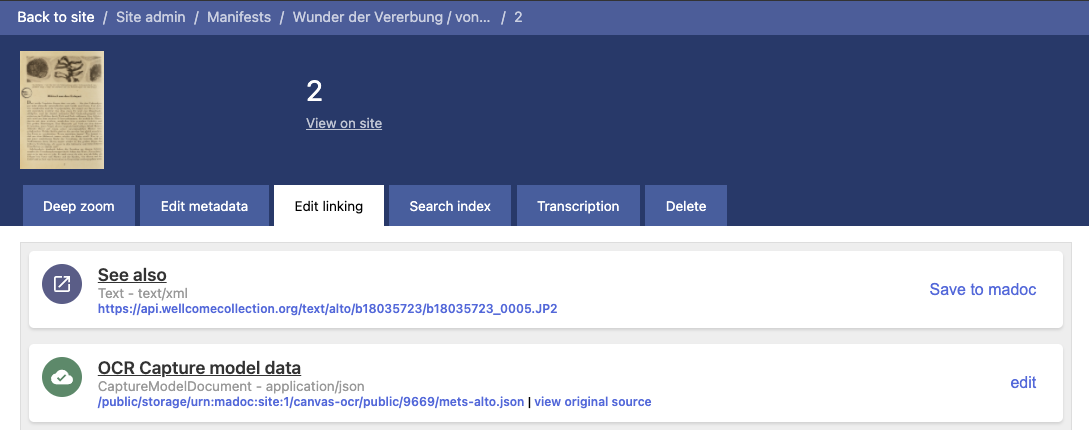 Back to site / Site admin / Manifests / Wunder der Vererbung / von... / 2
2
View on site
Deep zoom Edit metadata Edit linking Search index Transcription Delete
See also
Text - text/xml
https://api.wellcomecollection.org/text/alto/b18035723/b18035723_0005.JP2
Save to madoc
OCR Capture model data
CaptureModelDocument - application/json
/public/storage/urn:madoc:site:1/canvas-ocr/public/9669/mets-alto.json | view original source
edit